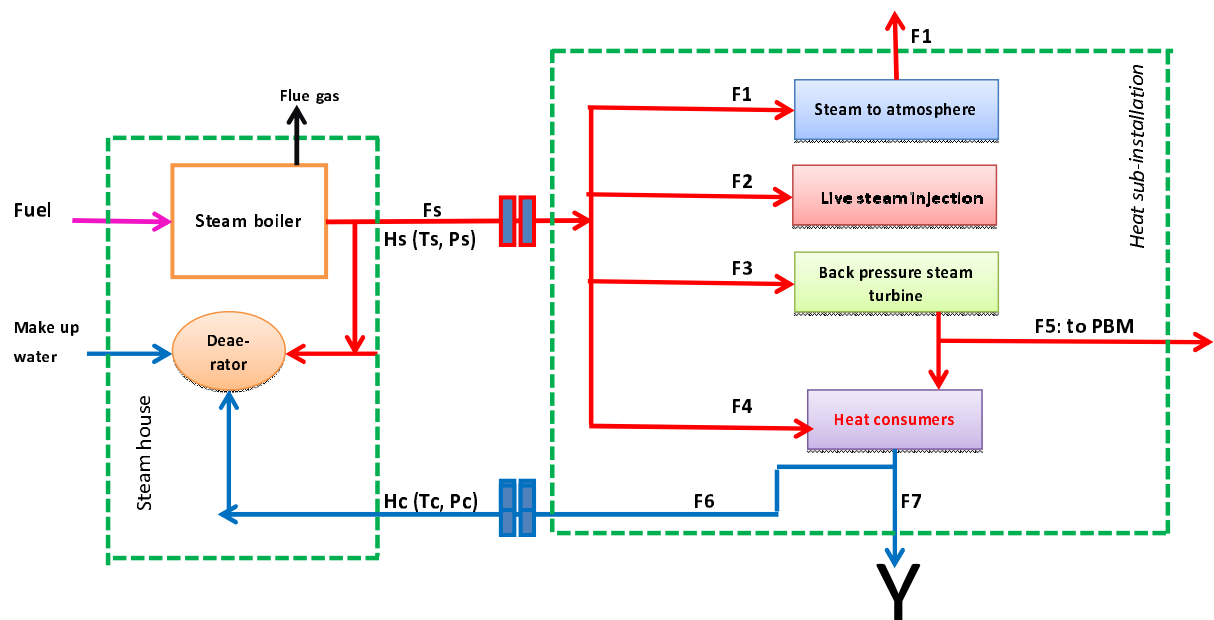 F1
Flue gas
F1
Steam to atmosphere
Heat sub-installation
Fuel
Steam boiler
Fs
Hs (Ts, Ps)
F2
Live steam injection
F3
Back pressure steam
turbine
Make up
water
Deae-
rator
F5: to PBM
Steam house
F4
Heat consumers
Hc (Tc, Pc)
F6
F7